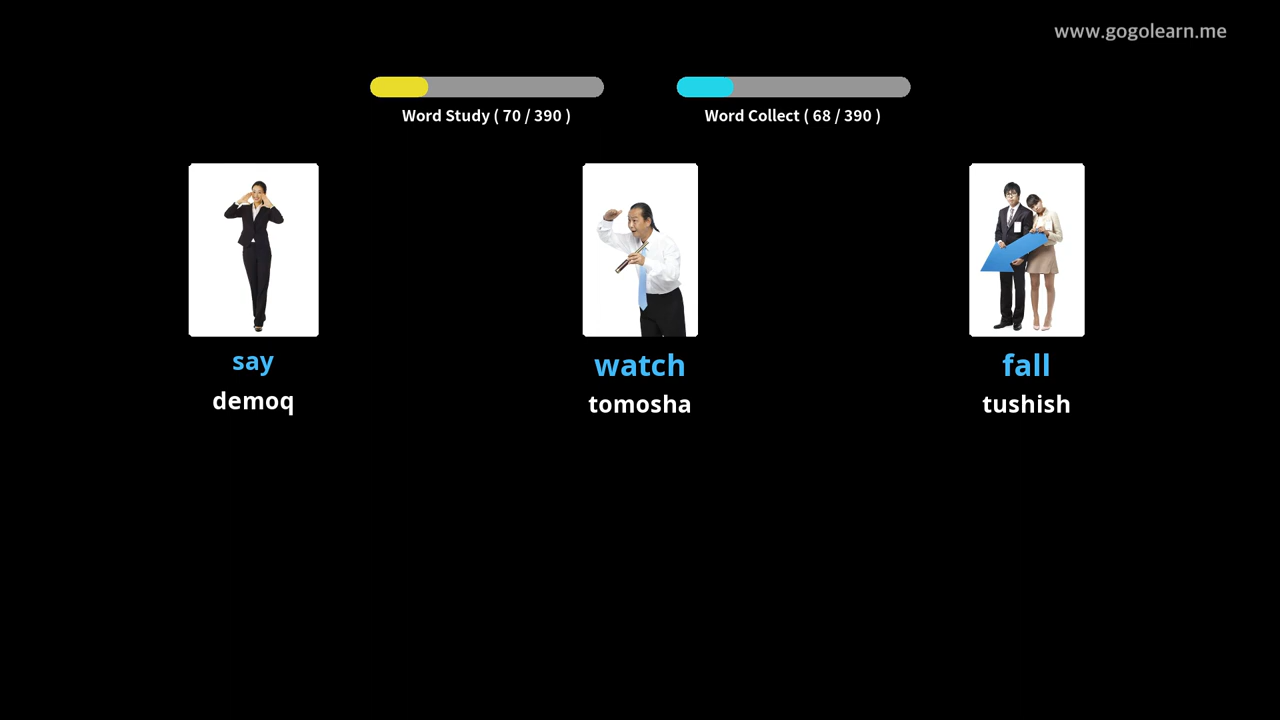 www.gogolearn.me
Word Study ( 70 / 390 )
Word Collect ( 68 / 390 )
say
demoq
watch
tomosha
fall
tushish